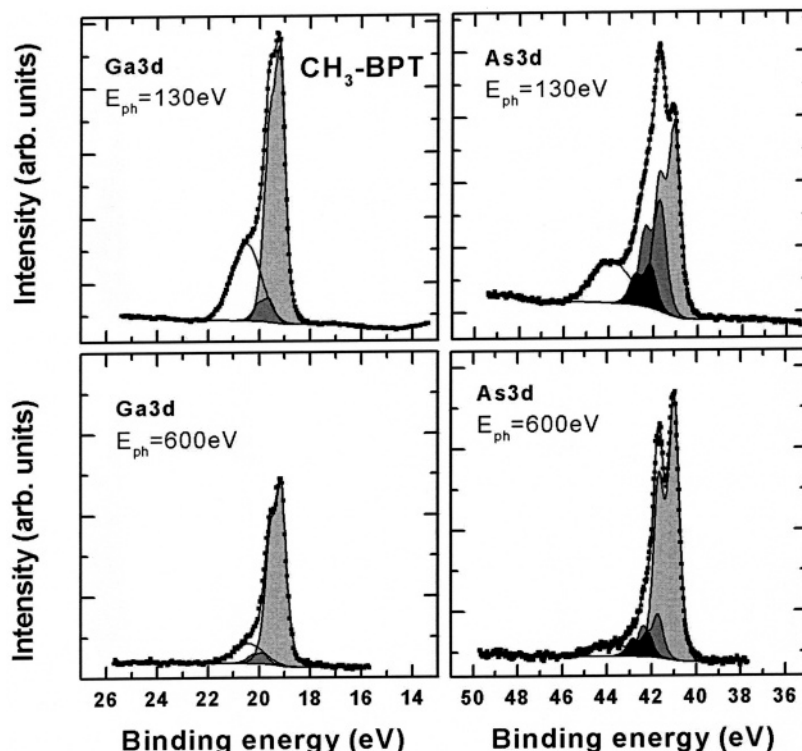 Ga3d
E_ph=130eV
CH₃-BPT
As3d
E_ph=130eV
Intensity (arb. units)
Ga3d
E_ph=600eV
As3d
E_ph=600eV
Intensity (arb. units)
26 24 22 20 18 16 14
50 48 46 44 42 40 38 36
Binding energy (eV)
Binding energy (eV)